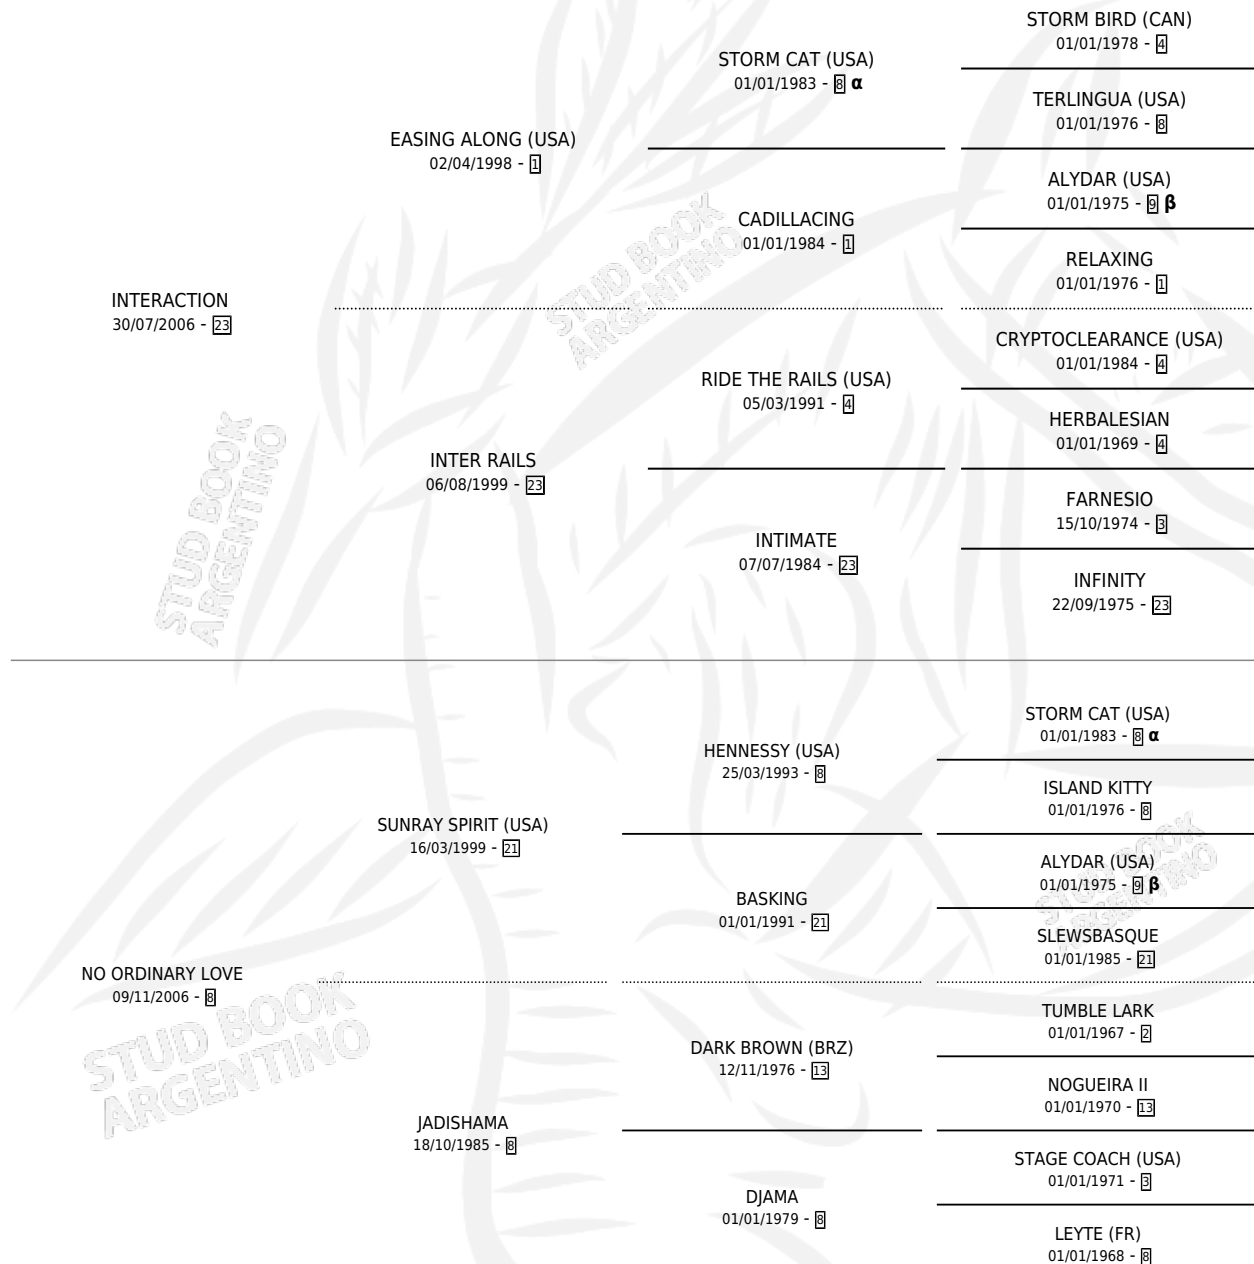 STORM BIRD (CAN)
01/01/1978 - 4
STORM CAT (USA)
01/01/1983 - 8 α
TERLINGUA (USA)
01/01/1976 - 8
EASING ALONG (USA)
02/04/1998 - 1
ALYDAR (USA)
01/01/1975 - 9 β
CADILLACING
01/01/1984 - 1
RELAXING
01/01/1976 - 1
INTERACTION
30/07/2006 - 23
CRYPTOCLEARANCE (USA)
01/01/1984 - 4
RIDE THE RAILS (USA)
05/03/1991 - 4
HERBALESIAN
01/01/1969 - 4
INTER RAILS
06/08/1999 - 23
FARNESIO
15/10/1974 - 3
INTIMATE
07/07/1984 - 23
INFINITY
22/09/1975 - 23
STORM CAT (USA)
01/01/1983 - 8 α
HENNESSY (USA)
25/03/1993 - 8
ISLAND KITTY
01/01/1976 - 8
SUNRAY SPIRIT (USA)
16/03/1999 - 21
ALYDAR (USA)
01/01/1975 - 9 β
BASKING
01/01/1991 - 21
SLEWSBASQUE
01/01/1985 - 21
NO ORDINARY LOVE
09/11/2006 - 8
TUMBLE LARK
01/01/1967 - 2
DARK BROWN (BRZ)
12/11/1976 - 13
NOGUEIRA II
01/01/1970 - 13
JADISHAMA
18/10/1985 - 8
STAGE COACH (USA)
01/01/1971 - 3
DJAMA
01/01/1979 - 8
LEYTE (FR)
01/01/1968 - 8
STUD BOOK
ARGENTINO
STUD BOOK
ARGENTINO
STUD BOOK
ARGENTINO
STUD BOOK
ARGENTINO